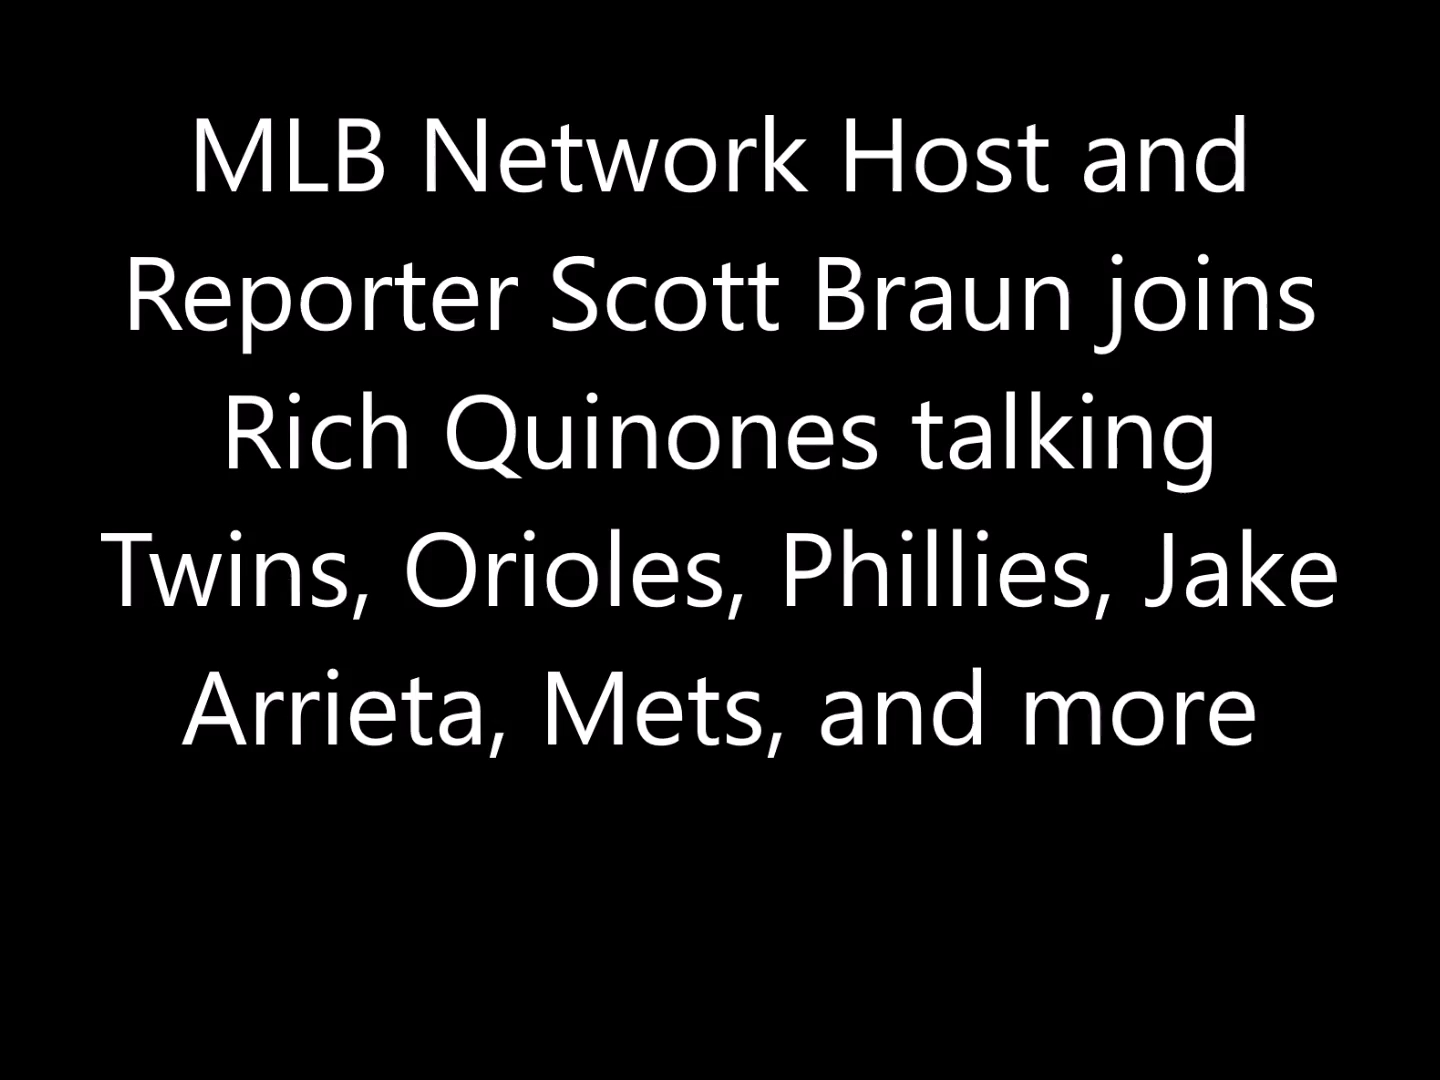 MLB Network Host and
Reporter Scott Braun joins
Rich Quinones talking
Twins, Orioles, Phillies, Jake
Arrieta, Mets, and more